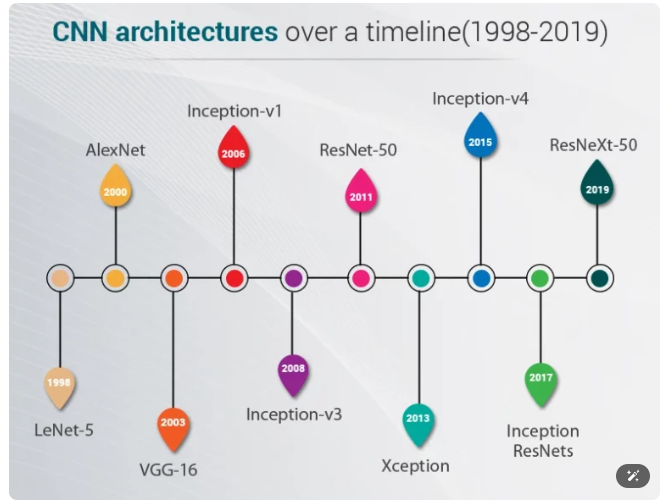 CNN architectures over a timeline(1998-2019)
Inception-v1
Inception-v4
AlexNet
ResNet-50
ResNeXt-50
2006
2015
2000
2011
2019
1998
2008
2017
2003
2013
LeNet-5
Inception-v3
VGG-16
Xception
Inception
ResNets